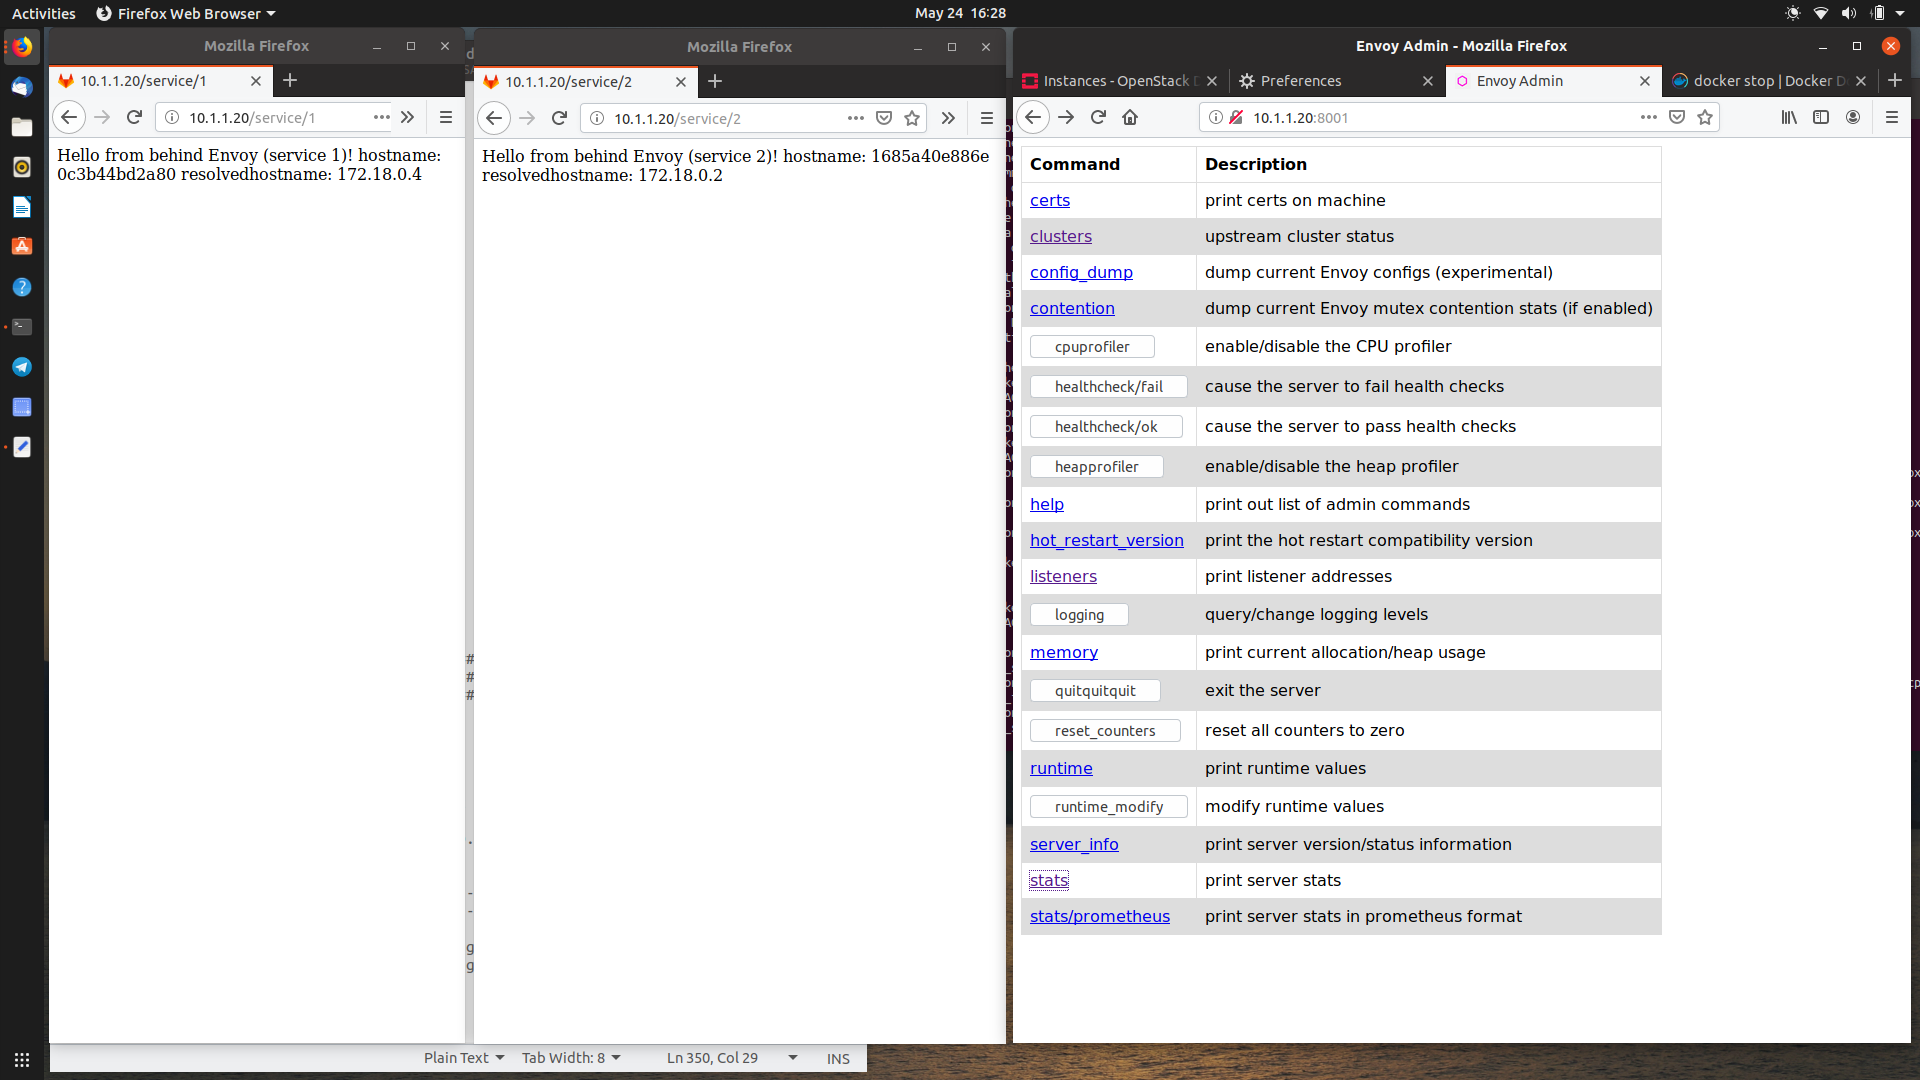 Activities
Firefox Web Browser
May 24 16:28
Mozilla Firefox
10.1.1.20/service/1
10.1.1.20/service/1
Hello from behind Envoy (service 1)! hostname:
0c3b44bd2a80 resolvedhostname: 172.18.0.4
Mozilla Firefox
10.1.1.20/service/2
10.1.1.20/service/2
Hello from behind Envoy (service 2)! hostname: 1685a40e886e
resolvedhostname: 172.18.0.2
Envoy Admin - Mozilla Firefox
Instances - OpenStack D
Preferences
Envoy Admin
docker stop | Docker D
10.1.1.20:8001
Command Description
certs print certs on machine
clusters upstream cluster status
config_dump dump current Envoy configs (experimental)
contention dump current Envoy mutex contention stats (if enabled)
cpuprofiler enable/disable the CPU profiler
healthcheck/fail cause the server to fail health checks
healthcheck/ok cause the server to pass health checks
heapprofiler enable/disable the heap profiler
help print out list of admin commands
hot_restart_version print the hot restart compatibility version
listeners print listener addresses
logging query/change logging levels
memory print current allocation/heap usage
quitquitquit exit the server
reset_counters reset all counters to zero
runtime print runtime values
runtime_modify modify runtime values
server_info print server version/status information
stats print server stats
stats/prometheus print server stats in prometheus format
#
#
#
g
g
Plain Text Tab Width: 8 Ln 350, Col 29 INS